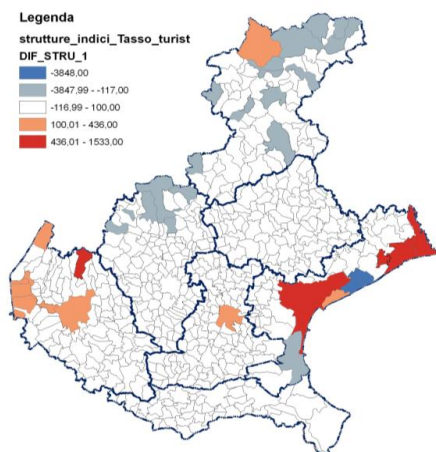 Legenda
strutture_indici_Tasso_turist
DIF_STRU_1
-3848,00
-3847,99 - -117,00
-116,99 - 100,00
100,01 - 436,00
436,01 - 1533,00